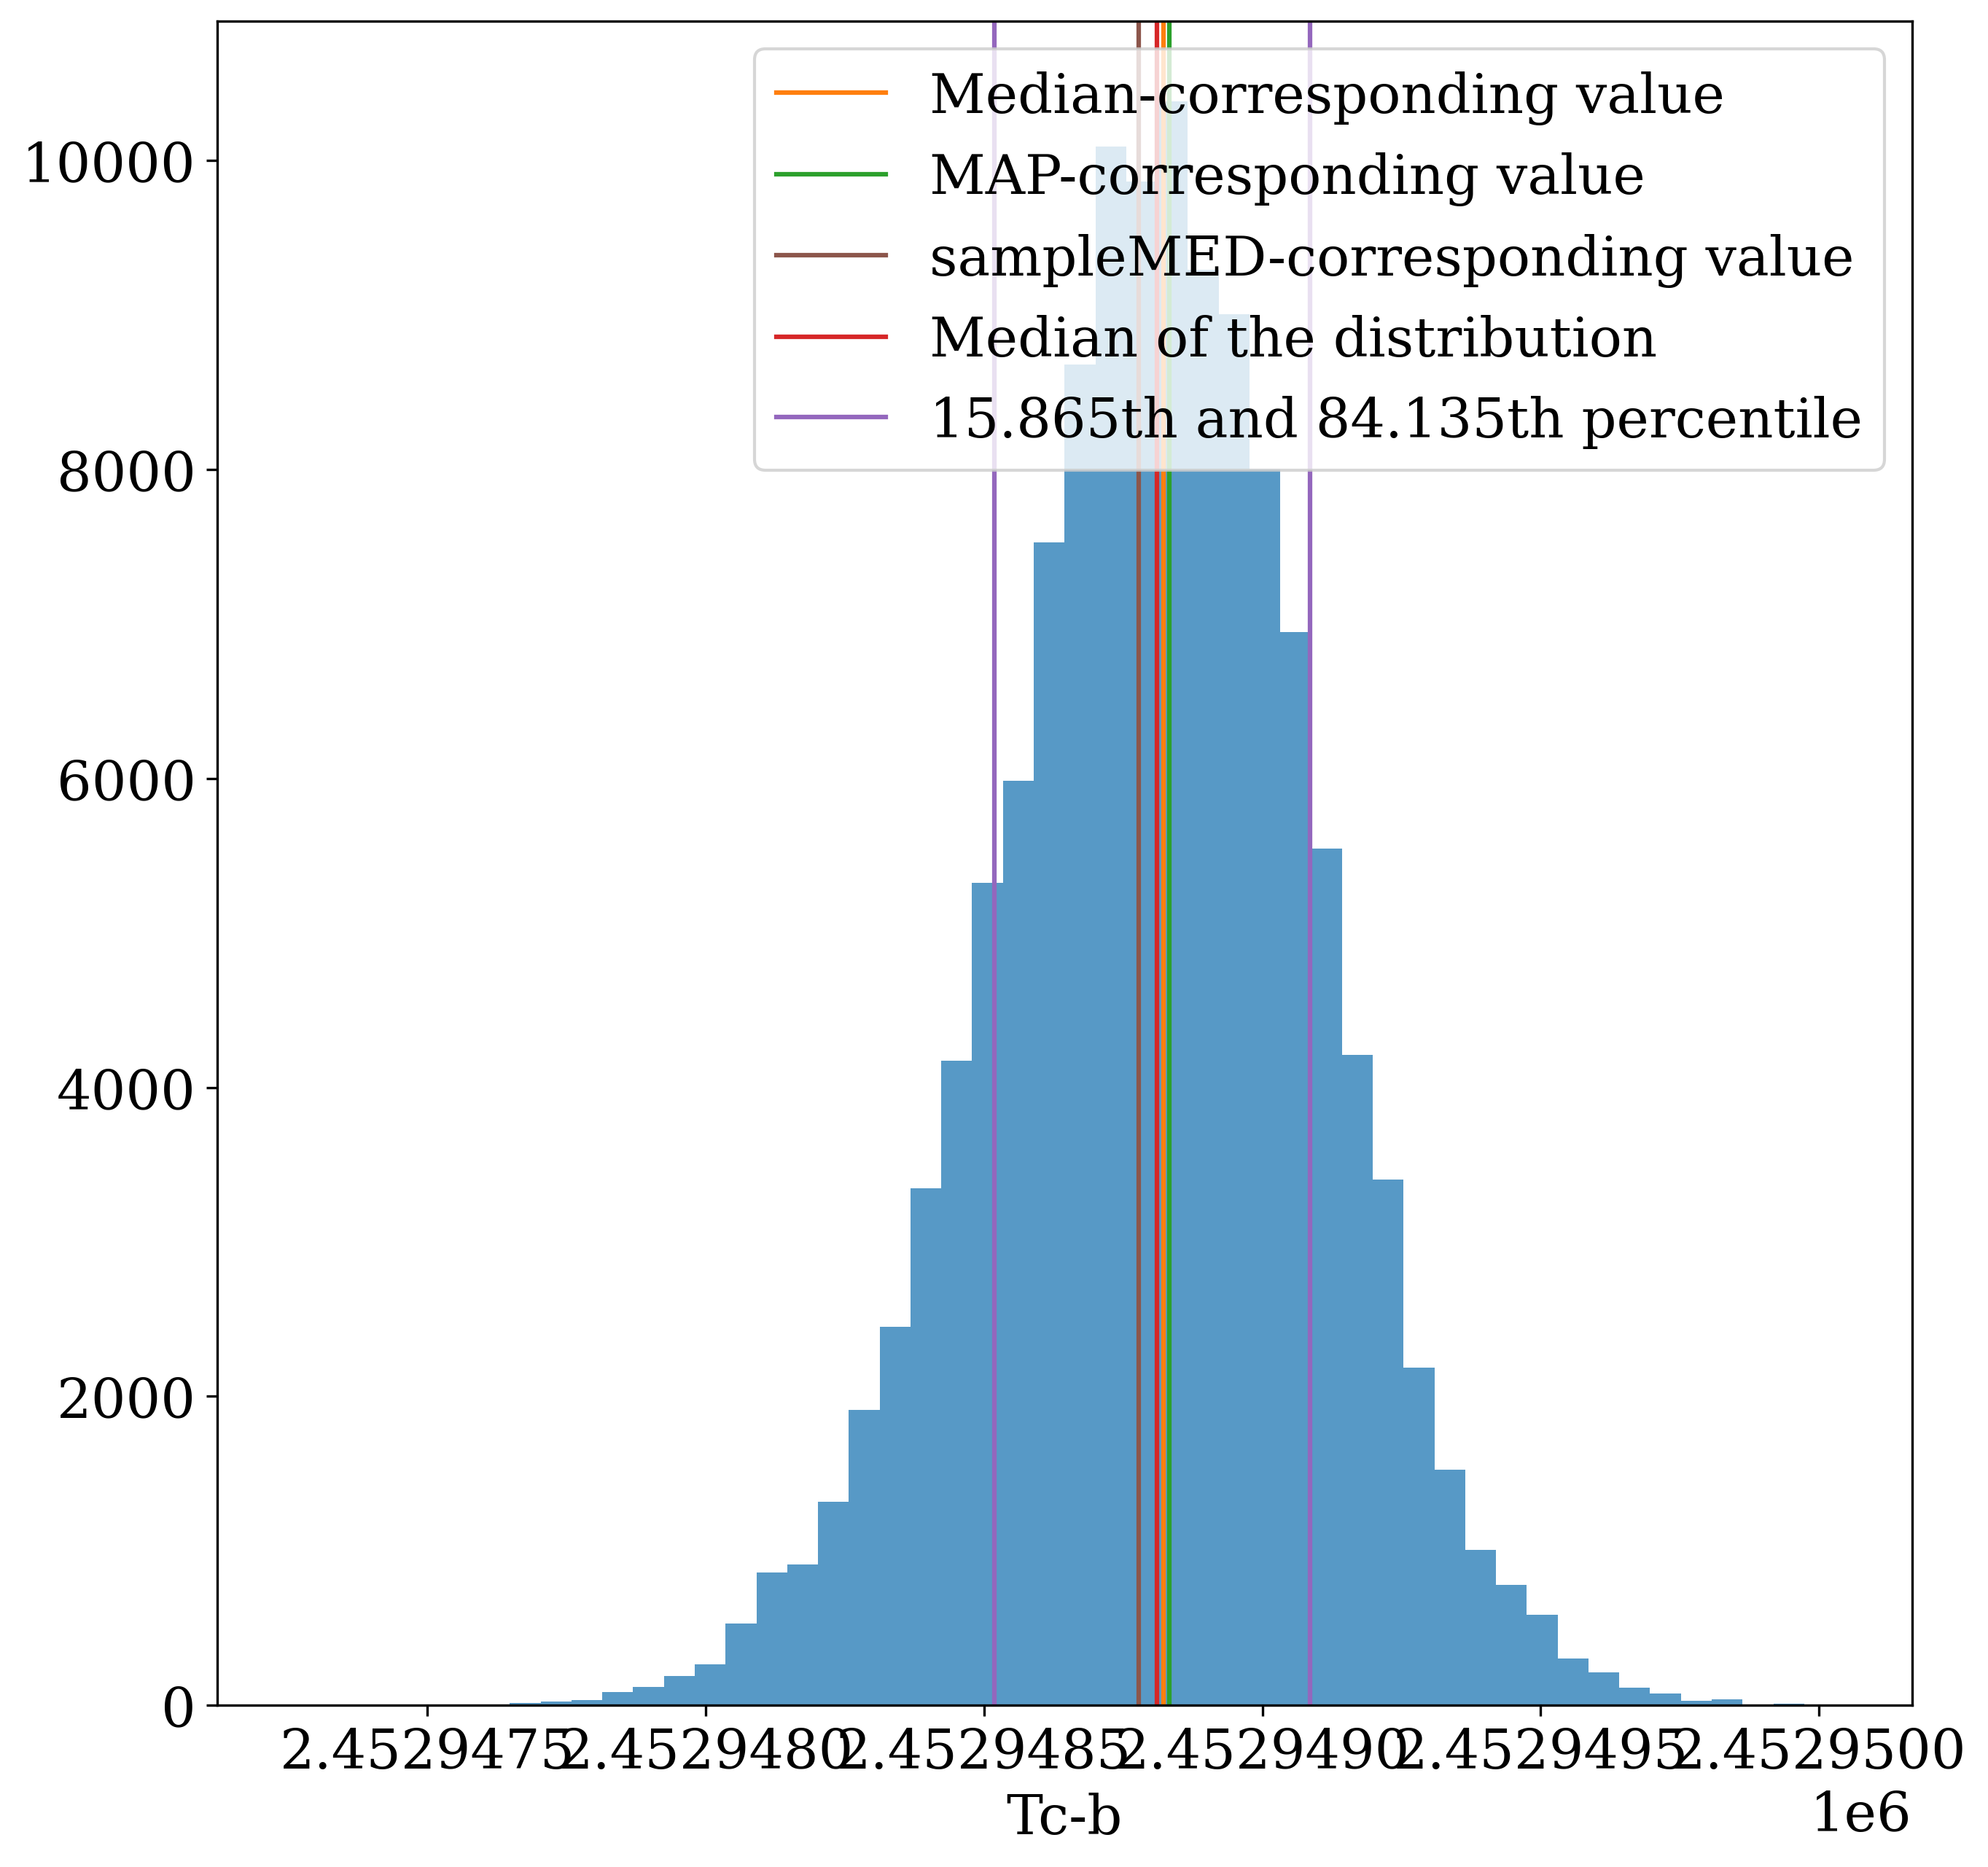 Median-corresponding value
MAP-corresponding value
sampleMED-corresponding value
Median of the distribution
15.865th and 84.135th percentile
10000
8000
6000
4000
2000
0
2.4529475 2.4529480 2.4529485 2.4529490 2.4529495 2.4529500
Tc-b
1e6